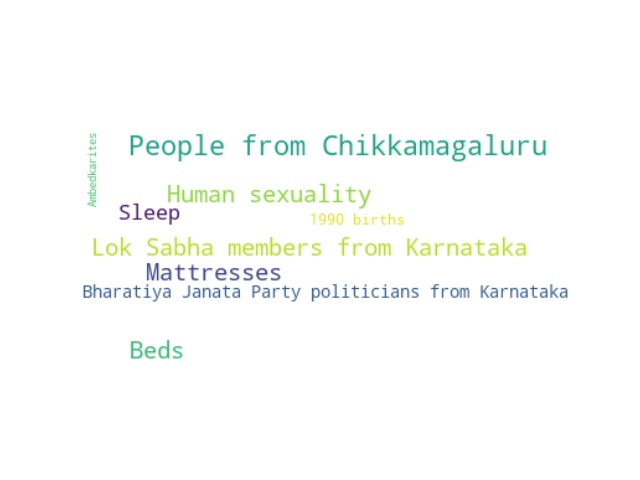 Ambedkarites
People from Chikkamagaluru
Human sexuality
Sleep
1990 births
Lok Sabha members from Karnataka
Mattresses
Bharatiya Janata Party politicians from Karnataka
Beds